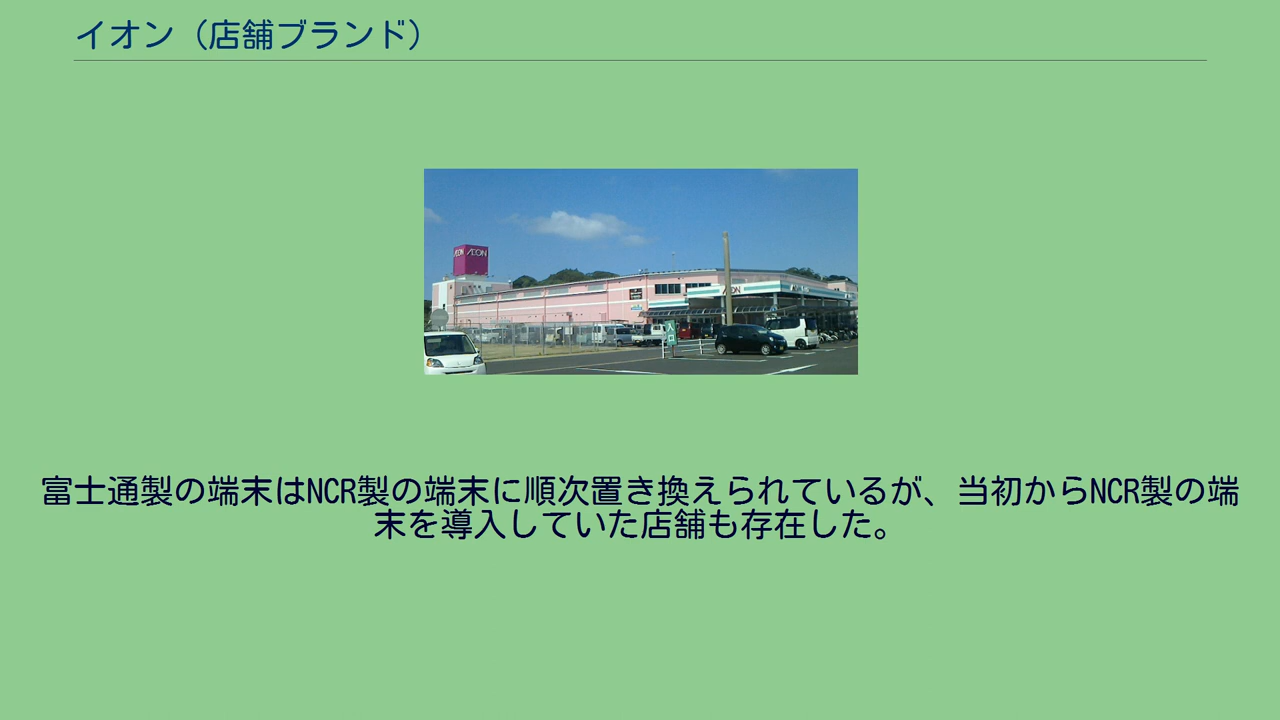 イオン（店舗ブランド）
AEON AEON
AEON
富士通製の端末はNCR製の端末に順次置き換えられているが、当初からNCR製の端
末を導入していた店舗も存在した。